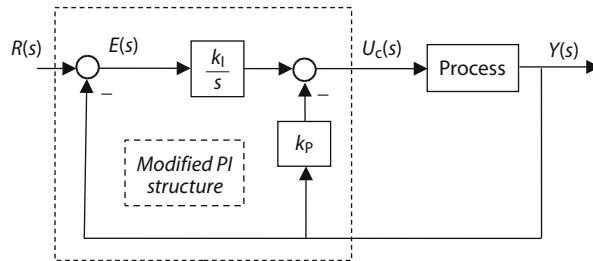 R(s)
E(s)
k_I
s
U_c(s)
Process
Y(s)
−
−
k_P
Modified PI
structure